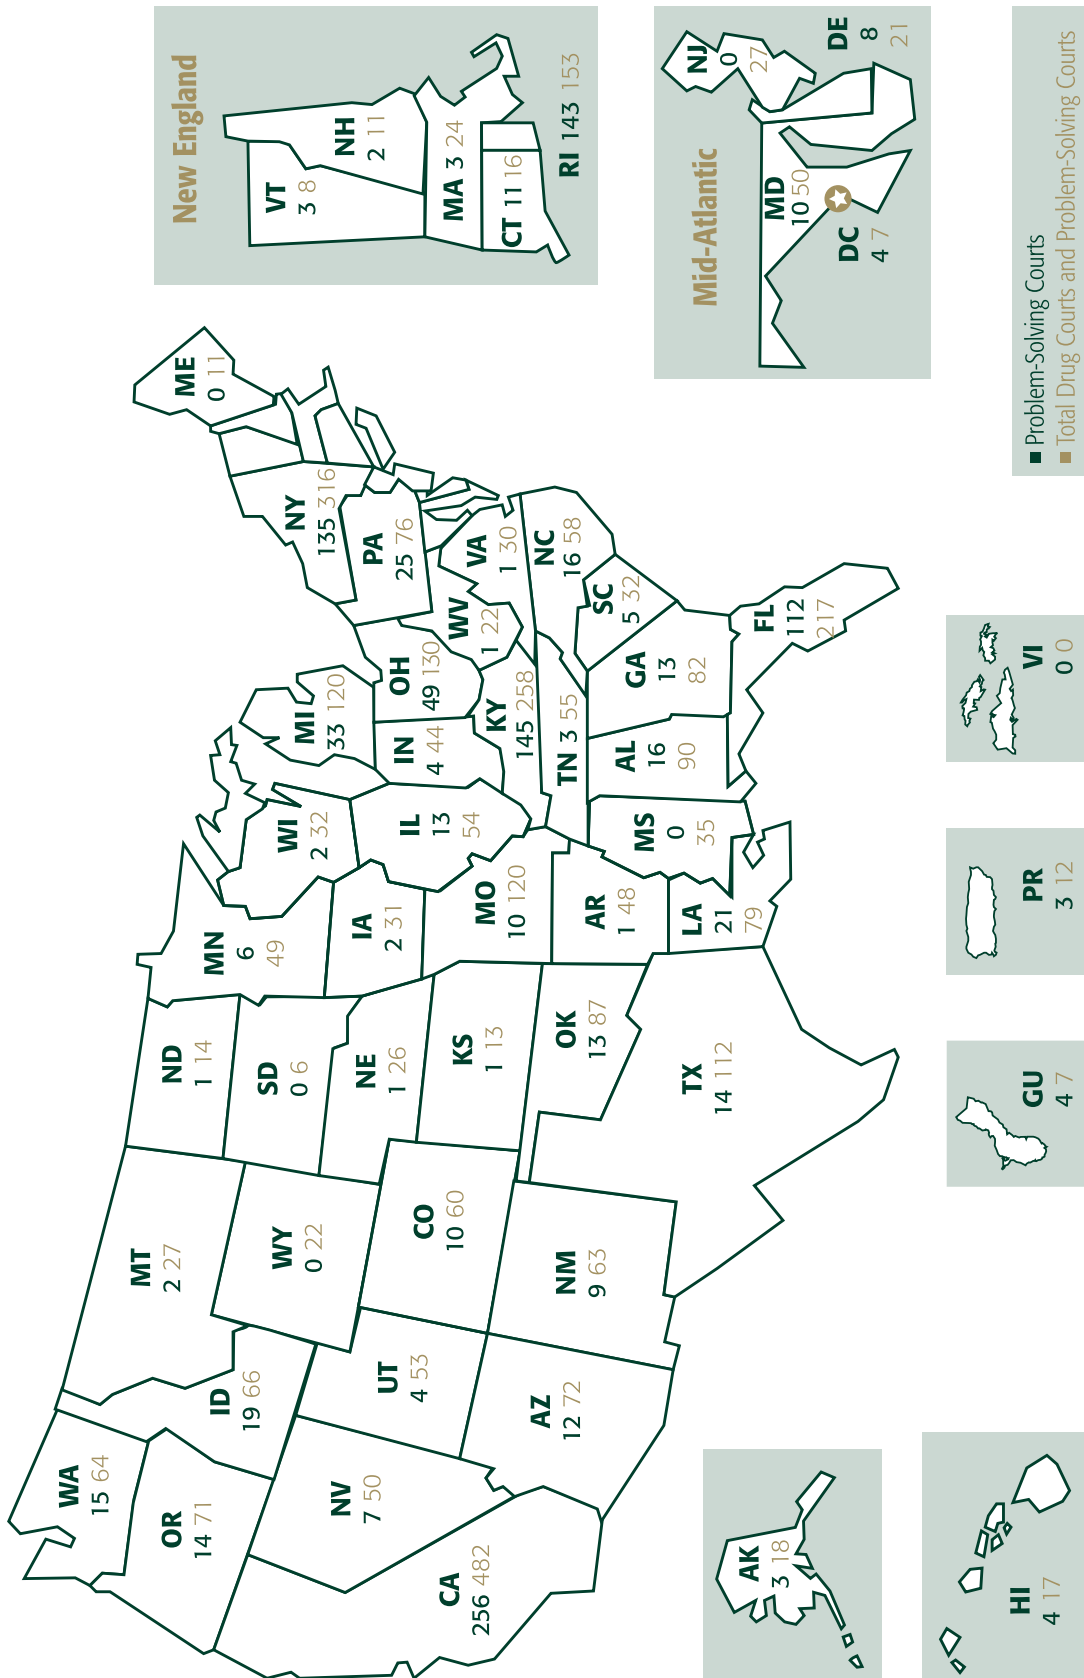 WA
15 64
OR
14 71
CA
256 482
ID
19 66
NV
7 50
MT
2 27
WY
0 22
UT
4 53
AZ
12 72
CO
10 60
NM
9 63
ND
1 14
SD
0 6
NE
1 26
KS
1 13
OK
13 87
TX
14 112
MN
6
49
IA
2 31
MO
10 120
AR
1 48
LA
21
79
WI
2 32
IL
13
54
MS
0
35
MI
33 120
IN
4 44
OH
49 130
KY
145 258
TN 3 55
AL
16
90
GA
13
82
FL
112
217
SC
5 32
NC
16 58
VA
1 30
WV
1 22
PA
25 76
NY
135 316
ME
0 11
New England
VT
3 8
NH
2 11
MA 3 24
CT 11 16
RI 143 153
Mid-Atlantic
MD
10 50
DC
4 7
NJ
0
27
DE
8
21
AK
3 18
HI
4 17
GU
4 7
PR
3 12
VI
0 0
Problem-Solving Courts
Total Drug Courts and Problem-Solving Courts